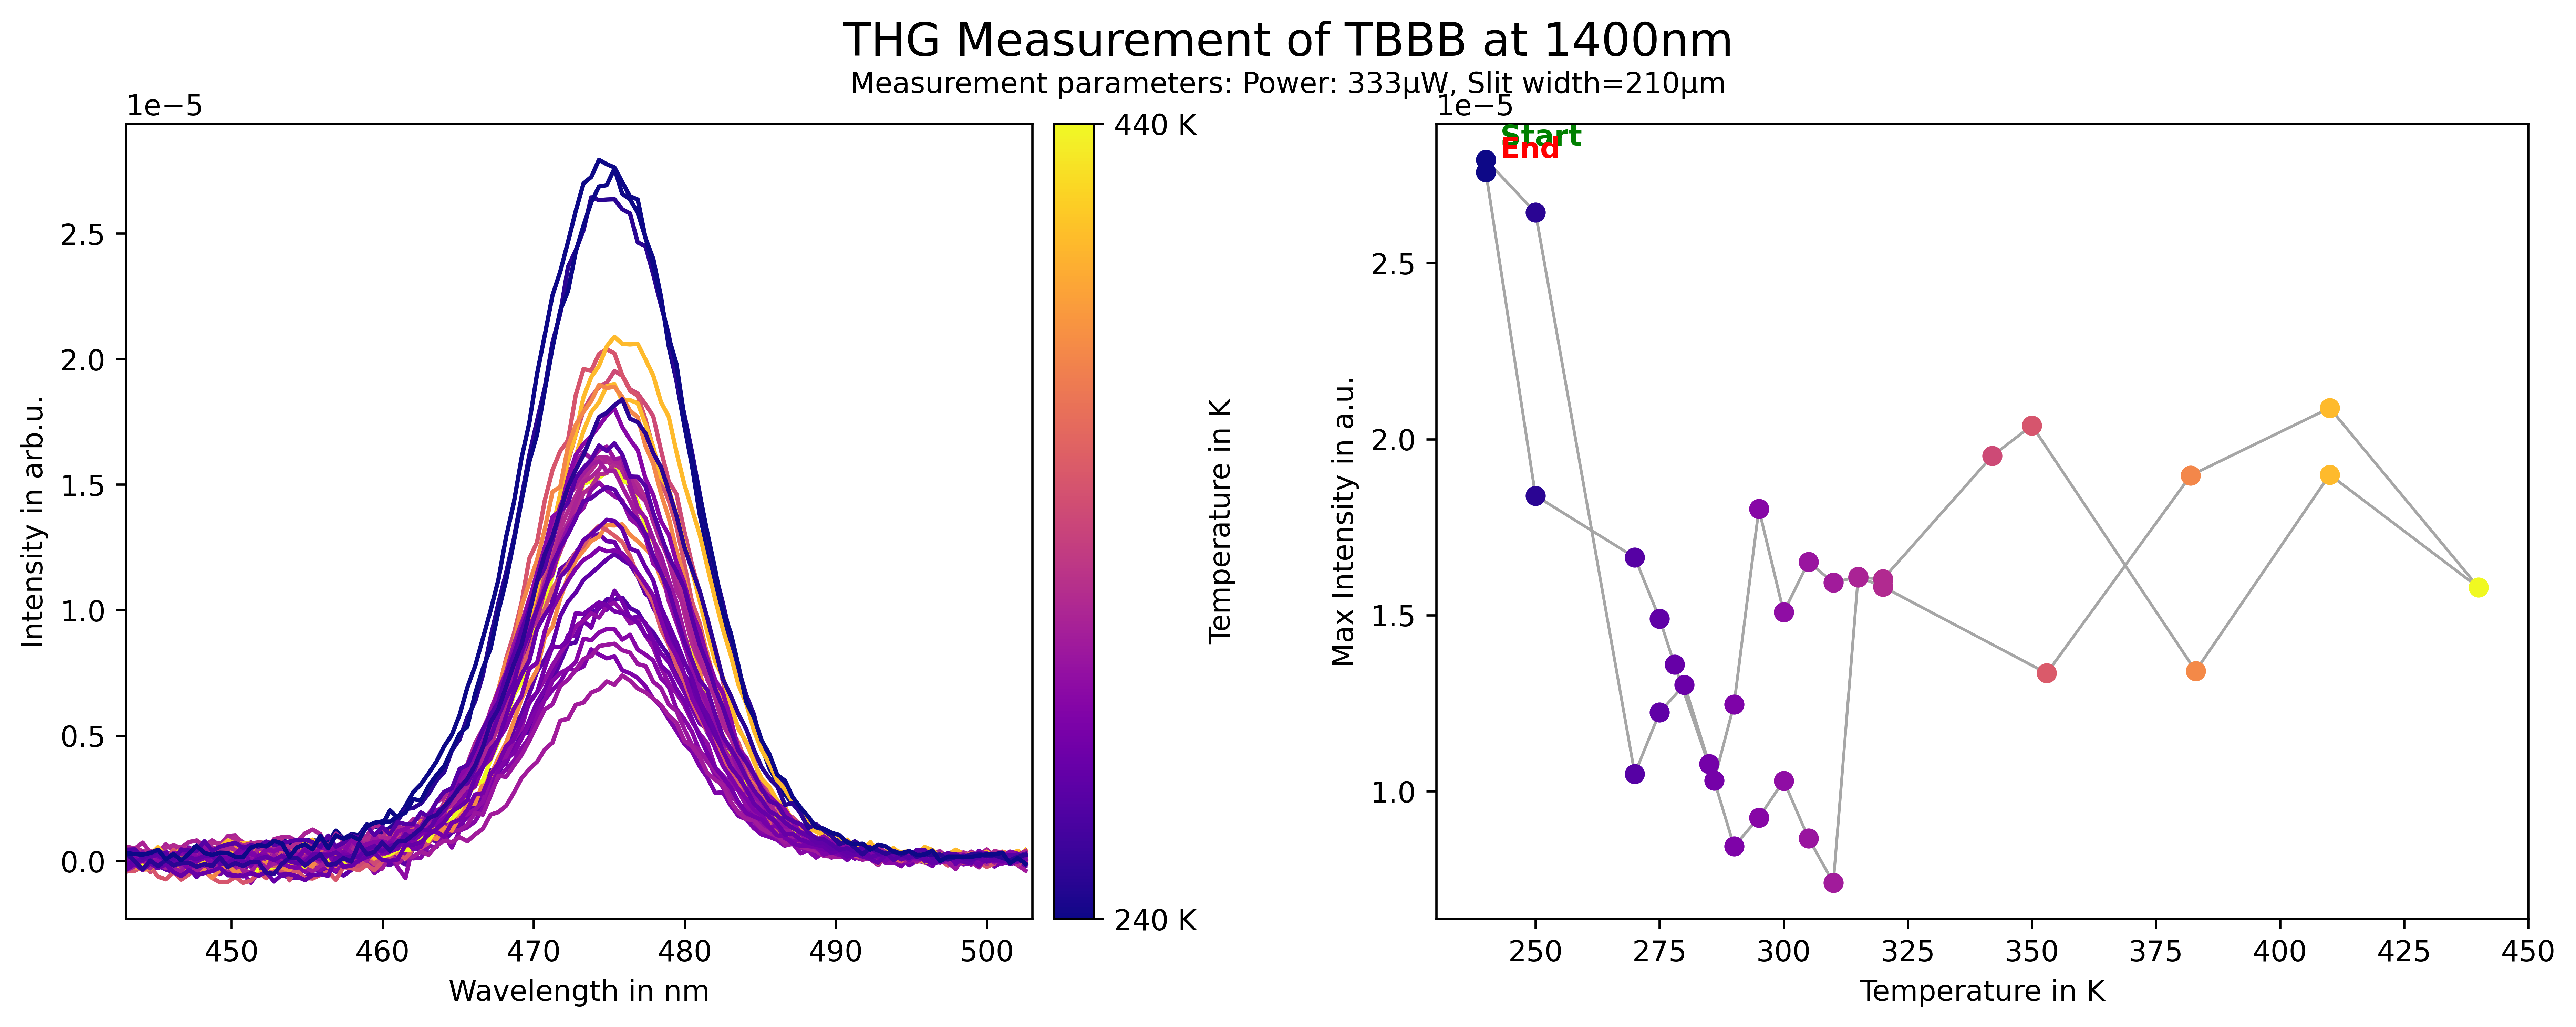 THG Measurement of TBBB at 1400nm
Measurement parameters: Power: 333μW, Slit width=210μm
1e−5
2.5
2.0
1.5
1.0
0.5
0.0
Intensity in arb.u.
450 460 470 480 490 500
Wavelength in nm
440 K
240 K
Temperature in K
1e−5
Start
End
2.5
2.0
1.5
1.0
Max Intensity in a.u.
250 275 300 325 350 375 400 425 450
Temperature in K